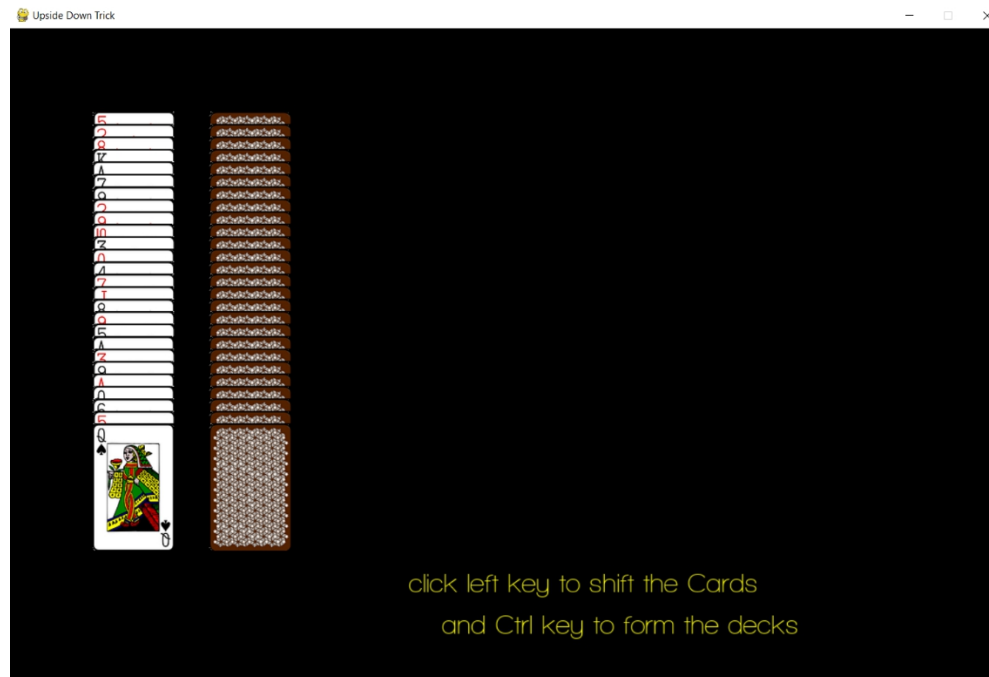 Upside Down Trick
Q
click left key to shift the Cards
and Ctrl key to form the decks